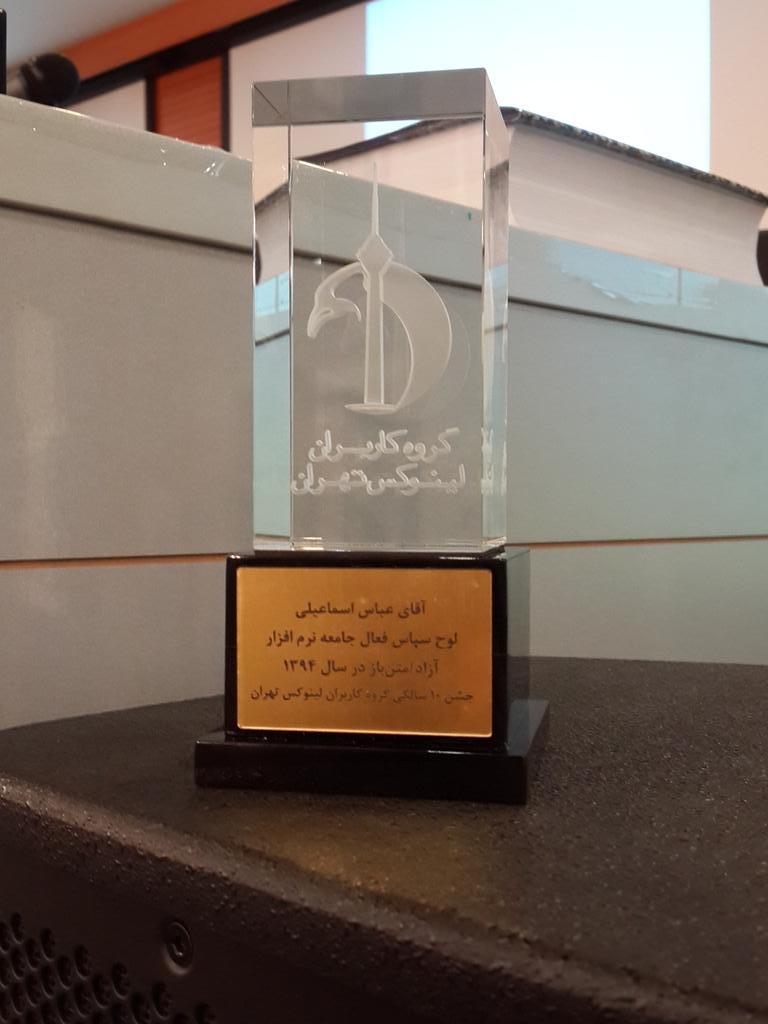 گروه کاربران
لینوکس تهران
آقای عباس اسماعیلی
لوح سپاس فعال جامعه نرم افزار
آزاد/متن‌باز در سال ۱۳۹۴
جشن ۱۰ سالگی گروه کاربران لینوکس تهران